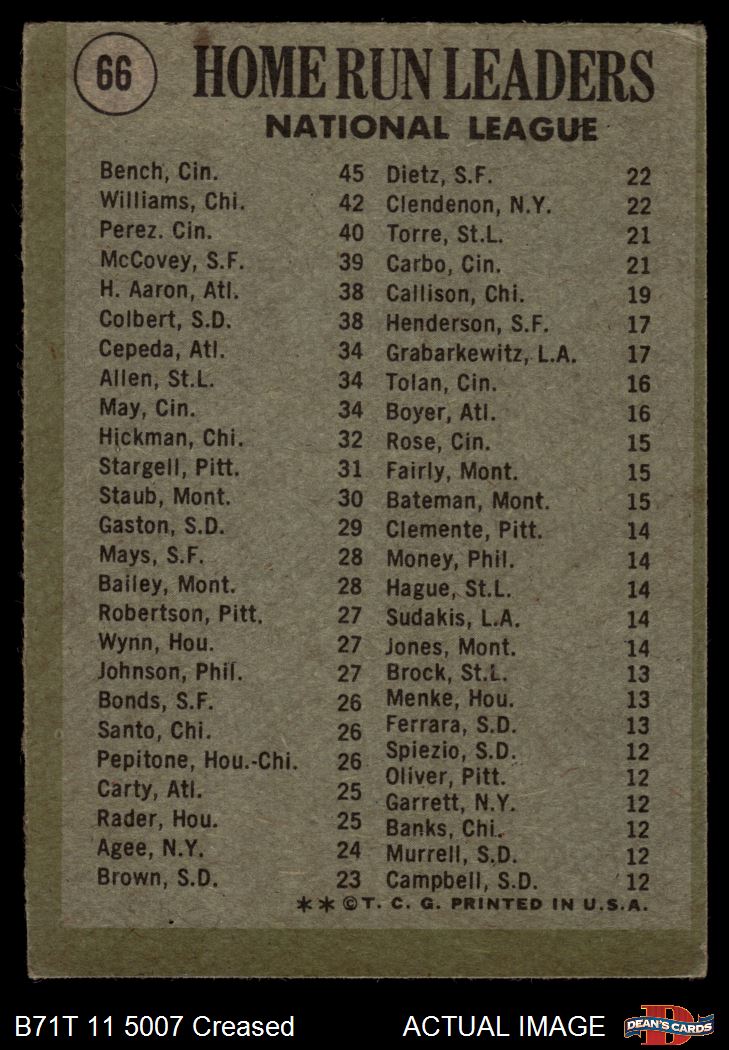 66 HOME RUN LEADERS
NATIONAL LEAGUE
Bench, Cin. 45
Williams, Chi. 42
Perez. Cin. 40
McCovey, S.F. 39
H. Aaron, Atl. 38
Colbert, S.D. 38
Cepeda, Atl. 34
Allen, St.L. 34
May, Cin. 34
Hickman, Chi. 32
Stargell, Pitt. 31
Staub, Mont. 30
Gaston, S.D. 29
Mays, S.F. 28
Bailey, Mont. 28
Robertson, Pitt. 27
Wynn, Hou. 27
Johnson, Phil. 27
Bonds, S.F. 26
Santo, Chi. 26
Pepitone, Hou.-Chi. 26
Carty, Atl. 25
Rader, Hou. 25
Agee, N.Y. 24
Brown, S.D. 23
Dietz, S.F. 22
Clendenon, N.Y. 22
Torre, St.L. 21
Carbo, Cin. 21
Callison, Chi. 19
Henderson, S.F. 17
Grabarkewitz, L.A. 17
Tolan, Cin. 16
Boyer, Atl. 16
Rose, Cin. 15
Fairly, Mont. 15
Bateman, Mont. 15
Clemente, Pitt. 14
Money, Phil. 14
Hague, St.L. 14
Sudakis, L.A. 14
Jones, Mont. 14
Brock, St.L. 13
Menke, Hou. 13
Ferrara, S.D. 13
Spiezio, S.D. 12
Oliver, Pitt. 12
Garrett, N.Y. 12
Banks, Chi. 12
Murrell, S.D. 12
Campbell, S.D. 12
**©T. C. G. PRINTED IN U.S.A.
B71T 11 5007 Creased ACTUAL IMAGE
D
DEAN'S CARDS